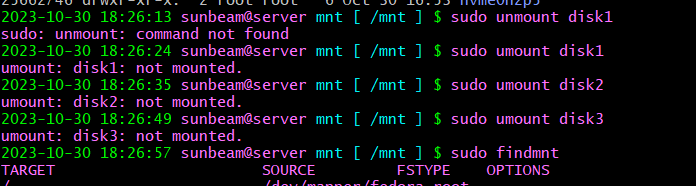 2023-10-30 18:26:13 sunbeam@server mnt [ /mnt ] $ sudo unmount disk1
sudo: unmount: command not found
2023-10-30 18:26:24 sunbeam@server mnt [ /mnt ] $ sudo umount disk1
umount: disk1: not mounted.
2023-10-30 18:26:35 sunbeam@server mnt [ /mnt ] $ sudo umount disk2
umount: disk2: not mounted.
2023-10-30 18:26:49 sunbeam@server mnt [ /mnt ] $ sudo umount disk3
umount: disk3: not mounted.
2023-10-30 18:26:57 sunbeam@server mnt [ /mnt ] $ sudo findmnt
TARGET SOURCE FSTYPE OPTIONS